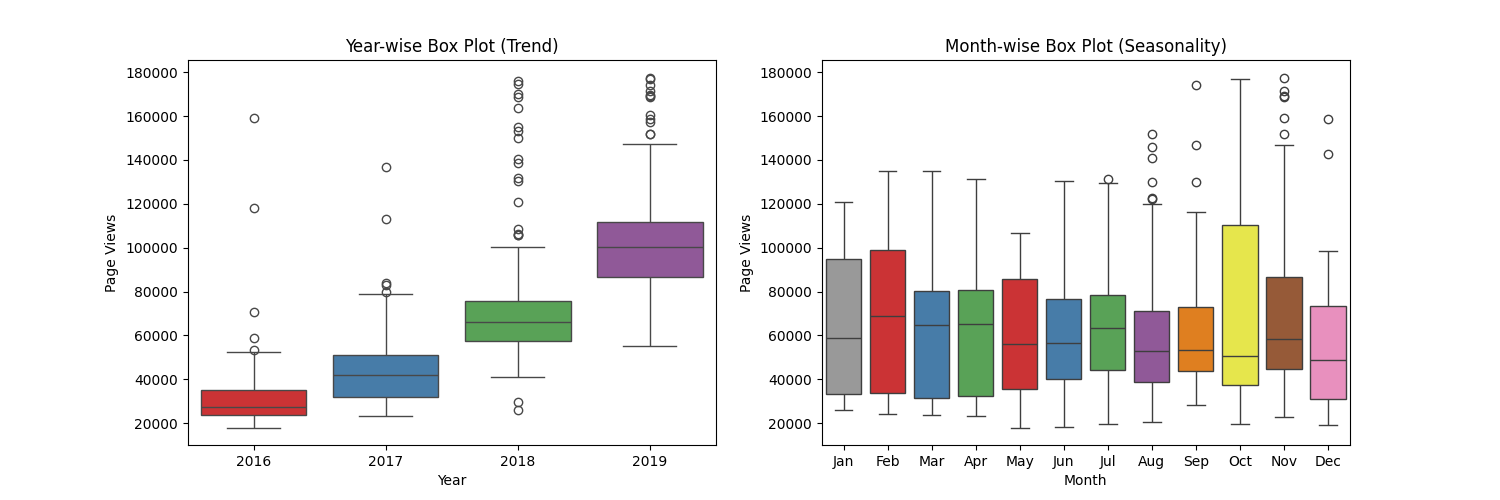 Year-wise Box Plot (Trend)
Page Views
180000
160000
140000
120000
100000
80000
60000
40000
20000
2016 2017 2018 2019
Year
Month-wise Box Plot (Seasonality)
Page Views
180000
160000
140000
120000
100000
80000
60000
40000
20000
Jan Feb Mar Apr May Jun Jul Aug Sep Oct Nov Dec
Month